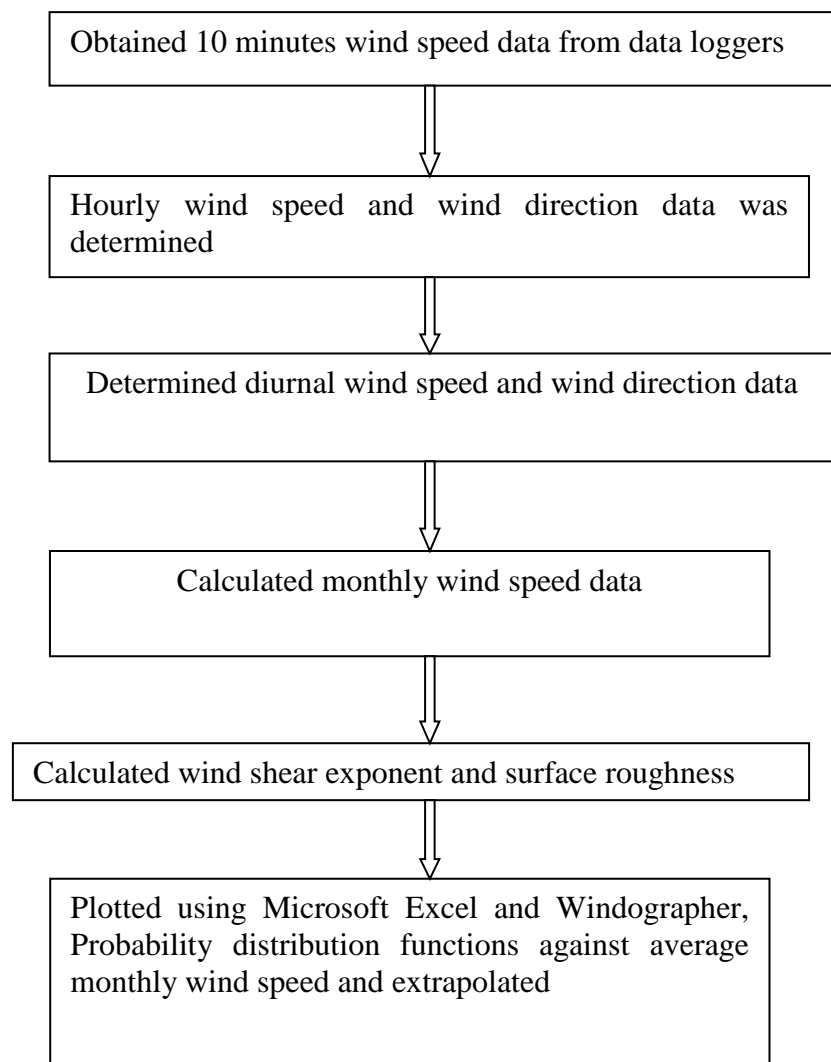 Obtained 10 minutes wind speed data from data loggers
Hourly wind speed and wind direction data was
determined
Determined diurnal wind speed and wind direction data
Calculated monthly wind speed data
Calculated wind shear exponent and surface roughness
Plotted using Microsoft Excel and Windographer,
Probability distribution functions against average
monthly wind speed and extrapolated